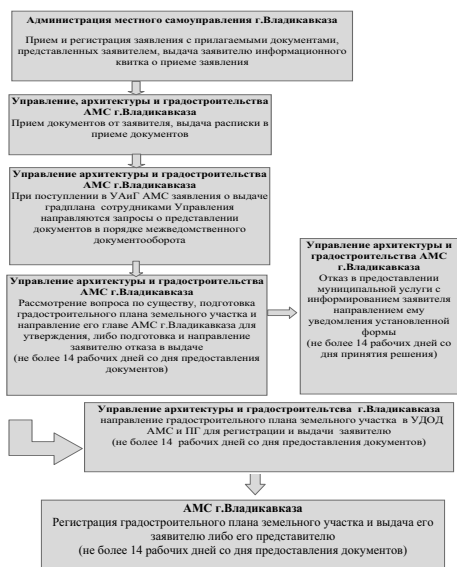 Администрация местного самоуправления г.Владикавказа
Прием и регистрация заявления с прилагаемыми документами,
представленных заявителем, выдача заявителю информационного
квитка о приеме заявления
Управление, архитектуры и градостроительства
АМС г.Владикавказа
Прием документов от заявителя, выдача расписки в
приеме документов
Управление архитектуры и градостроительства
АМС г.Владикавказа
При поступлении в УАиГ АМС заявления о выдаче
градплана сотрудниками Управления
направляются запросы о представлении
документов в порядке межведомственного
документооборота
Управление архитектуры и градостроительства
АМС г.Владикавказа
Рассмотрение вопроса по существу, подготовка
градостроительного плана земельного участка и
направление его главе АМС г.Владикавказа для
утверждения, либо подготовка и направление
заявителю отказа в выдаче
(не более 14 рабочих дней со дня предоставления
документов)
Управление архитектуры и
градостроительства АМС
г.Владикавказа
Отказ в предоставлении
муниципальной услуги с
информированием заявителя
направлением ему
уведомления установленной
формы
(не более 14 рабочих дней со
дня принятия решения)
Управление архитектуры и градостроительтсва г.Владикавказа
направление градостроительного плана земельного участка в УДОД
АМС и ПГ для регистрации и выдачи заявителю
(не более 14 рабочих дней со дня предоставления документов)
АМС г.Владикавказа
Регистрация градостроительного плана земельного участка и выдача его
заявителю либо его представителю
(не более 14 рабочих дней со дня предоставления документов)